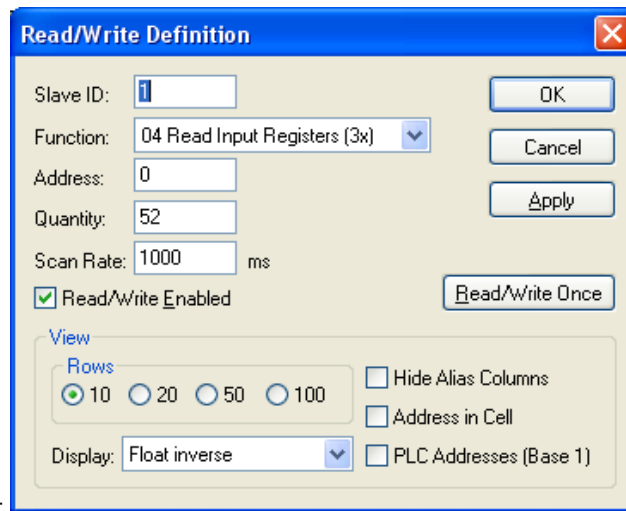 Read/Write Definition
Slave ID: 1
OK
Function: 04 Read Input Registers (3x)
Cancel
Address: 0
Apply
Quantity: 52
Scan Rate: 1000 ms
Read/Write Enabled
Read/Write Once
View
Rows
10 20 50 100
Hide Alias Columns
Address in Cell
Display: Float inverse
PLC Addresses (Base 1)